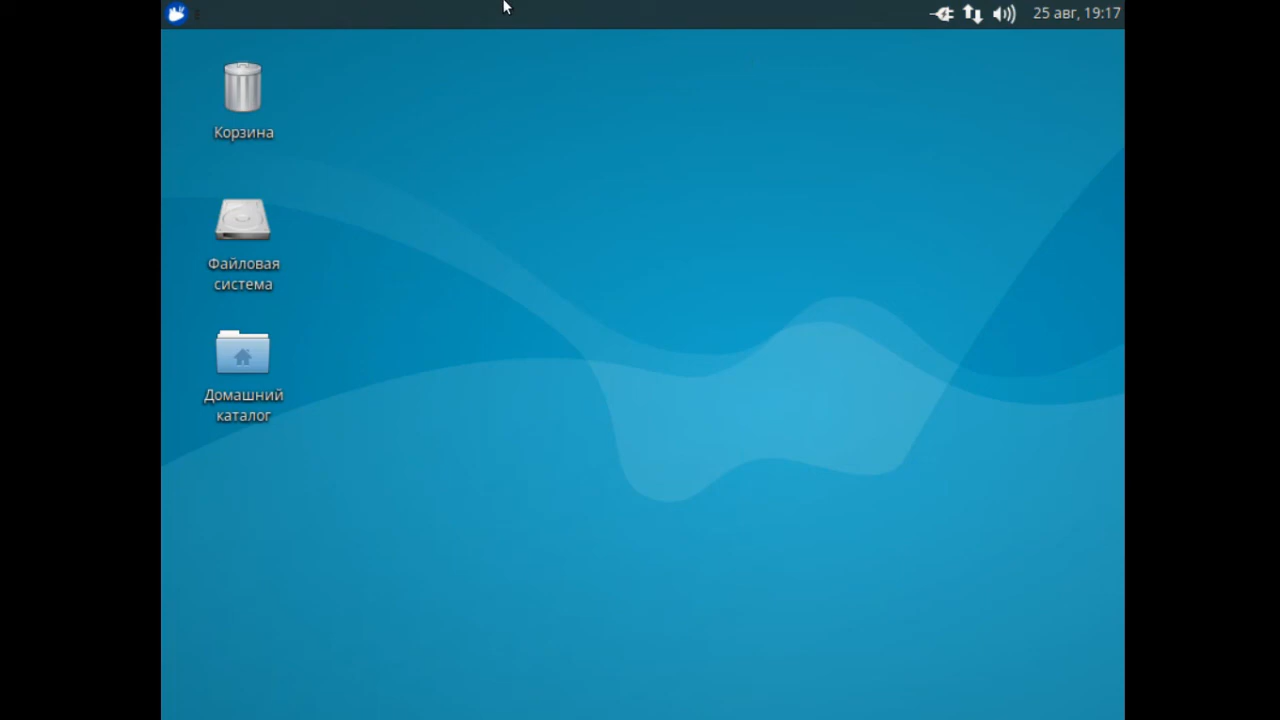 25 авг, 19:17
Корзина
Файловая
система
Домашний
каталог